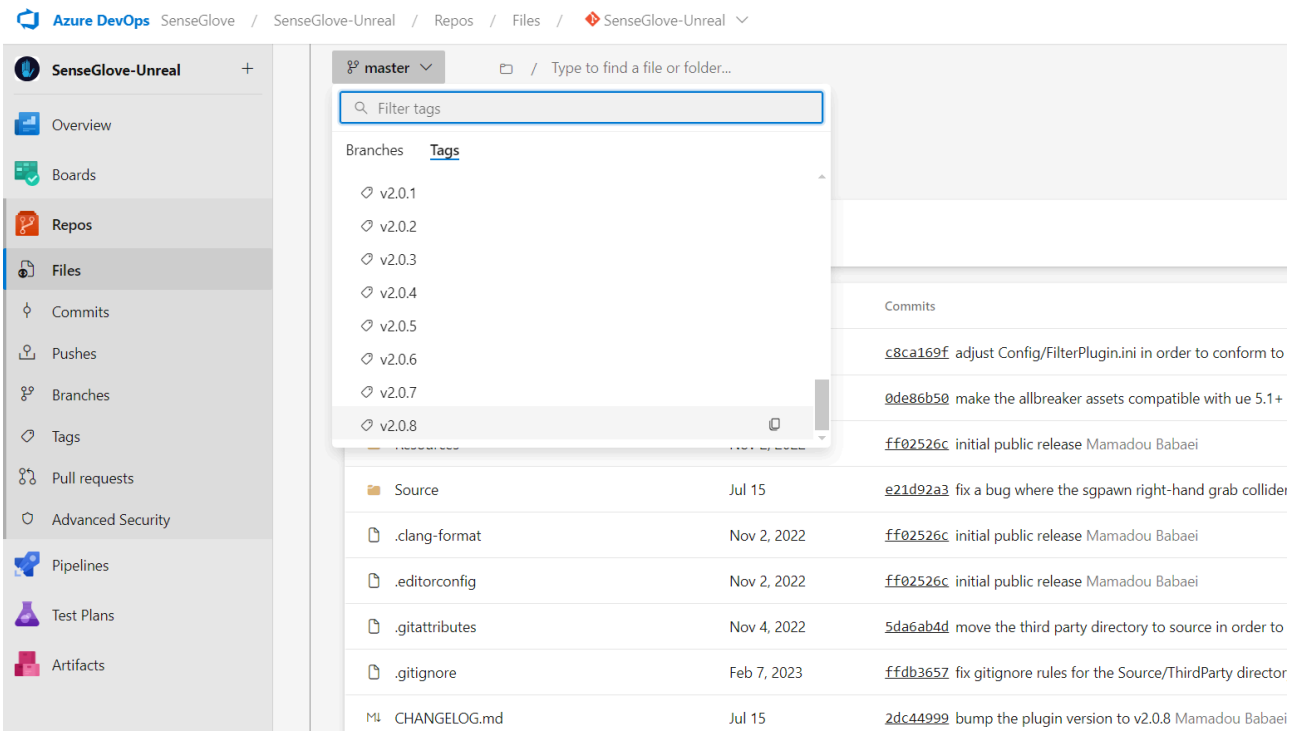 Azure DevOps SenseGlove / SenseGlove-Unreal / Repos / Files / SenseGlove-Unreal
SenseGlove-Unreal +
master
/ Type to find a file or folder...
Filter tags
Overview
Branches Tags
Boards
v2.0.1
Repos
v2.0.2
Files
v2.0.3
Commits
v2.0.4
Commits
Pushes
v2.0.5
c8ca169f adjust Config/FilterPlugin.ini in order to conform to
v2.0.6
Branches
v2.0.7
0de86b50 make the allbreaker assets compatible with ue 5.1+
Tags
v2.0.8
Resources Nov 2, 2022 ff02526c initial public release Mamadou Babaei
Pull requests
Source Jul 15 e21d92a3 fix a bug where the sgpawn right-hand grab collider
Advanced Security
.clang-format Nov 2, 2022 ff02526c initial public release Mamadou Babaei
Pipelines
.editorconfig Nov 2, 2022 ff02526c initial public release Mamadou Babaei
Test Plans
.gitattributes Nov 4, 2022 5da6ab4d move the third party directory to source in order to
Artifacts
.gitignore Feb 7, 2023 ffdb3657 fix gitignore rules for the Source/ThirdParty director
M↓ CHANGELOG.md Jul 15 2dc44999 bump the plugin version to v2.0.8 Mamadou Babaei